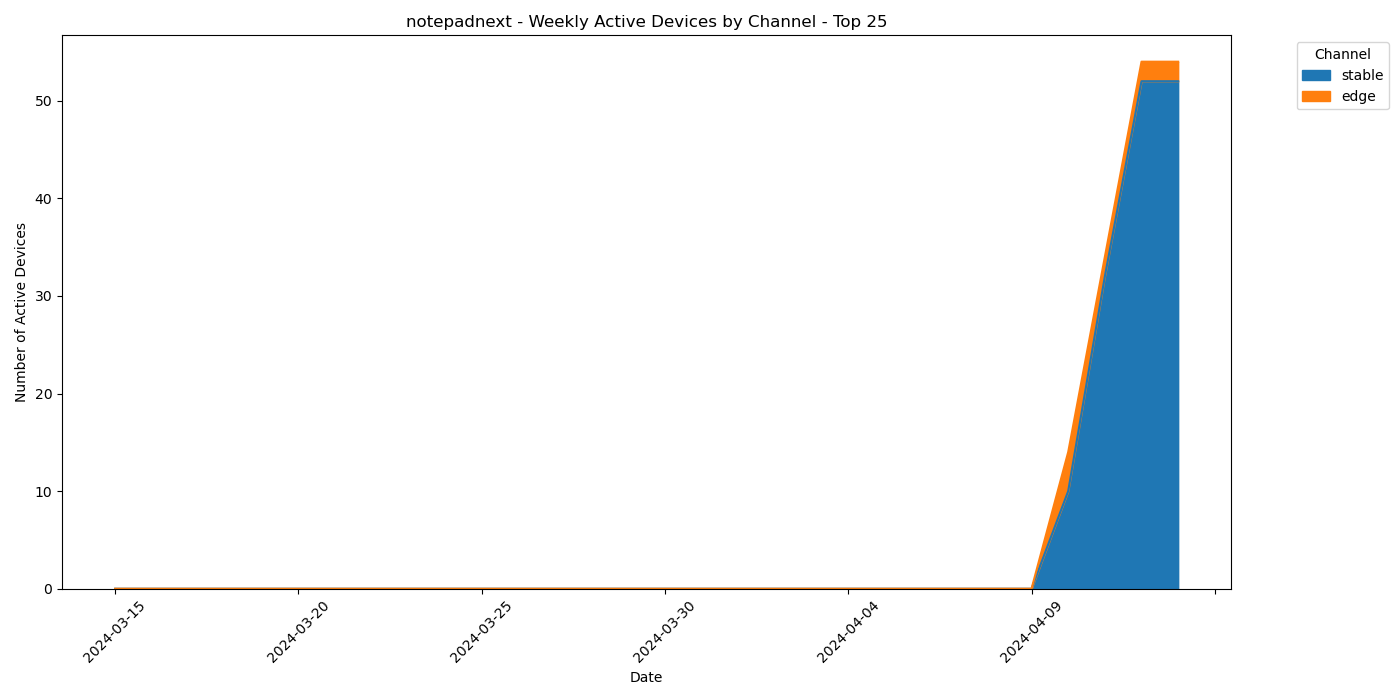 notepadnext - Weekly Active Devices by Channel - Top 25
Channel
stable
edge
Number of Active Devices
50
40
30
20
10
0
2024-03-15
2024-03-20
2024-03-25
2024-03-30
2024-04-04
2024-04-09
Date